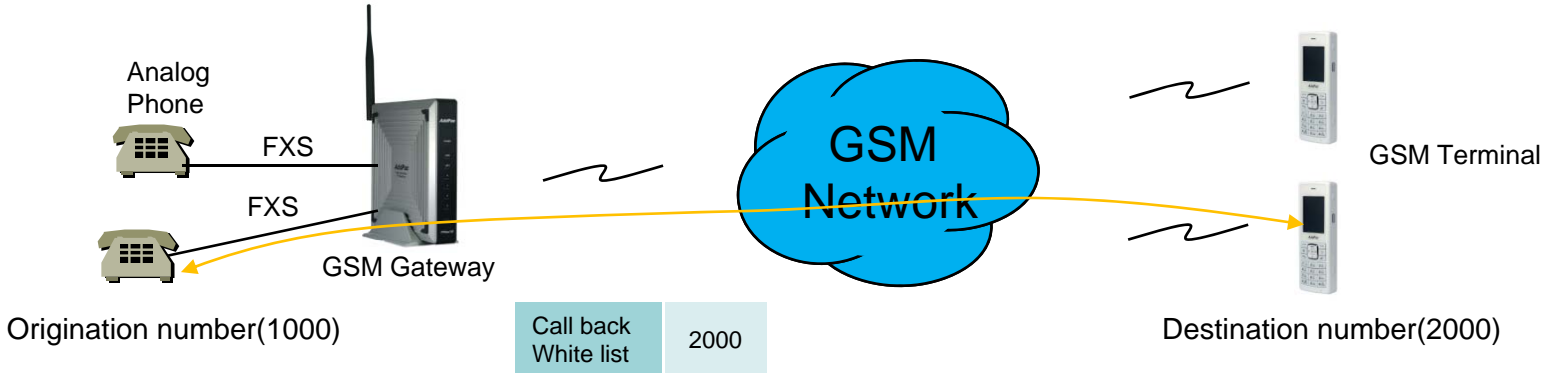 Analog
Phone
FXS
FXS
GSM Gateway
GSM
Network
GSM Terminal
Origination number(1000)
Call back
White list
2000
Destination number(2000)